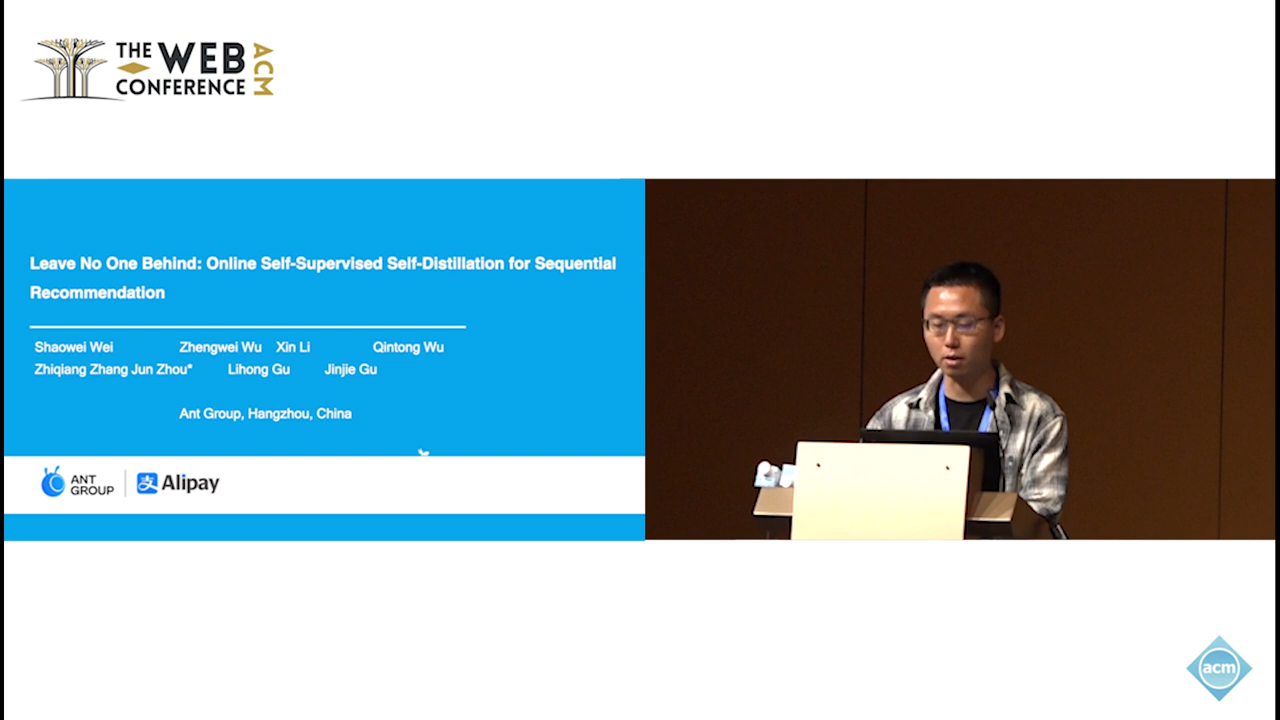 THE WEB
CONFERENCE
ACM
Leave No One Behind: Online Self-Supervised Self-Distillation for Sequential
Recommendation
Shaowei Wei Zhengwei Wu Xin Li Qintong Wu
Zhiqiang Zhang Jun Zhou* Lihong Gu Jinjie Gu
Ant Group, Hangzhou, China
ANT
GROUP
支 Alipay
acm